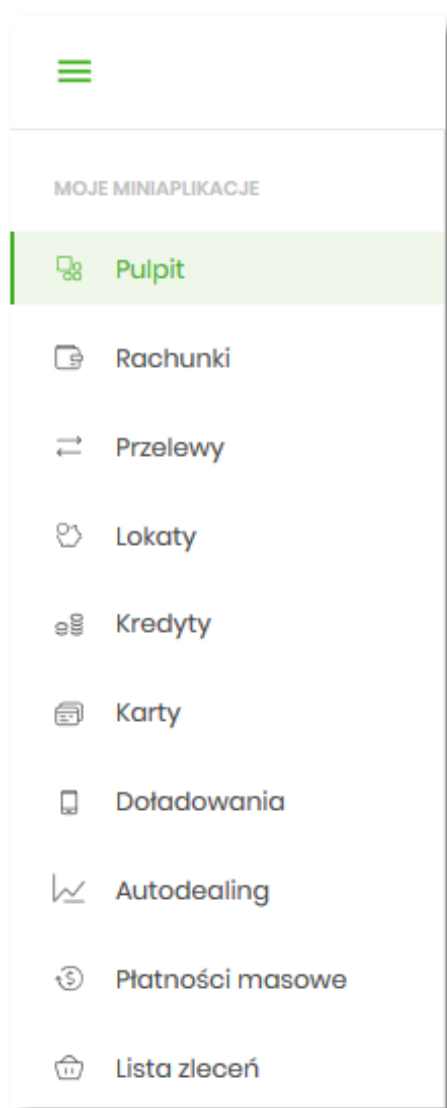 MOJE MINIAPLIKACJE
Pulpit
Rachunki
Przelewy
Lokaty
Kredyty
Karty
Doładowania
Autodealing
Płatności masowe
Lista zleceń